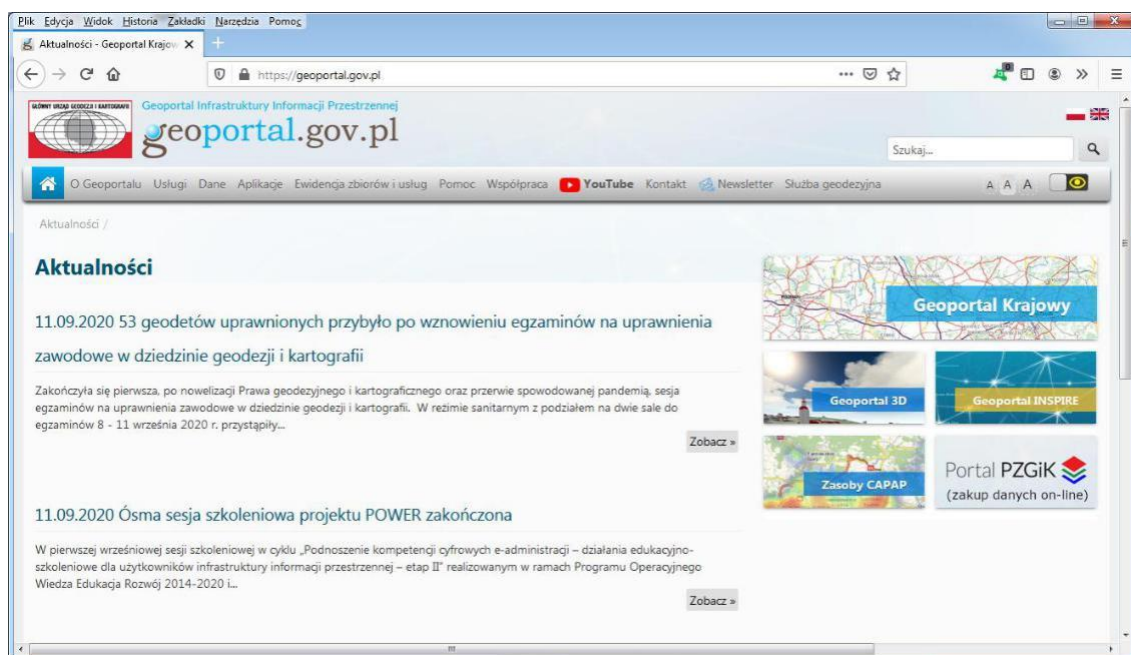 Plik Edycja Widok Historia Zakładki Narzędzia Pomoc
Aktualności - Geoportal Krajow
https://geoportal.gov.pl
GŁÓWNY URZĄD GEODEZJI I KARTOGRAFII
Geoportal Infrastruktury Informacji Przestrzennej
geoportal.gov.pl
Szukaj...
O Geoportalu Usługi Dane Aplikacje Ewidencja zbiorów i usług Pomoc Współpraca YouTube Kontakt Newsletter Służba geodezyjna A A A
Aktualności /
Aktualności
11.09.2020 53 geodetów uprawnionych przybyło po wznowieniu egzaminów na uprawnienia
zawodowe w dziedzinie geodezji i kartografii
Zakończyła się pierwsza, po nowelizacji Prawa geodezyjnego i kartograficznego oraz przerwie spowodowanej pandemią, sesja
egzaminów na uprawnienia zawodowe w dziedzinie geodezji i kartografii. W reżimie sanitarnym z podziałem na dwie sale do
egzaminów 8 - 11 września 2020 r. przystąpiły...
Zobacz »
11.09.2020 Ósma sesja szkoleniowa projektu POWER zakończona
W pierwszej wrześniowej sesji szkoleniowej w cyklu „Podnoszenie kompetencji cyfrowych e-administracji – działania edukacyjno-
szkoleniowe dla użytkowników infrastruktury informacji przestrzennej – etap II" realizowanym w ramach Programu Operacyjnego
Wiedza Edukacja Rozwój 2014-2020 i...
Zobacz »
Geoportal Krajowy
Geoportal 3D
Geoportal INSPIRE
Zasoby CAPAP
Portal PZGiK
(zakup danych on-line)